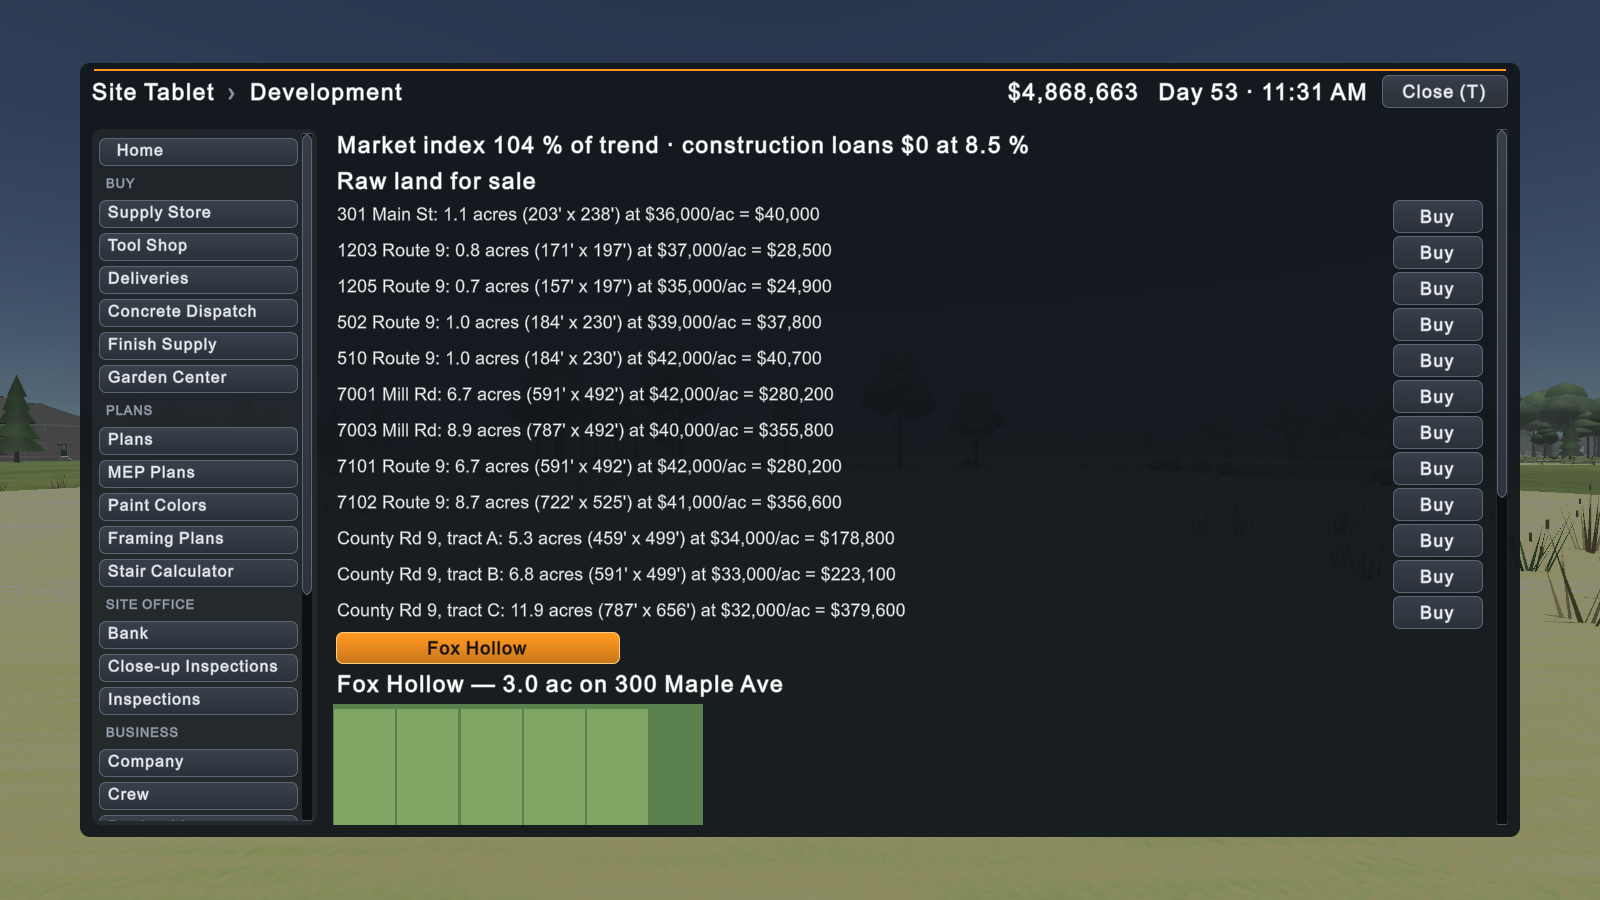 Site Tablet › Development
$4,868,663 Day 53 · 11:31 AM
Close (T)
Home
BUY
Supply Store
Tool Shop
Deliveries
Concrete Dispatch
Finish Supply
Garden Center
PLANS
Plans
MEP Plans
Paint Colors
Framing Plans
Stair Calculator
SITE OFFICE
Bank
Close-up Inspections
Inspections
BUSINESS
Company
Crew
Market index 104 % of trend · construction loans $0 at 8.5 %
Raw land for sale
301 Main St: 1.1 acres (203' x 238') at $36,000/ac = $40,000 Buy
1203 Route 9: 0.8 acres (171' x 197') at $37,000/ac = $28,500 Buy
1205 Route 9: 0.7 acres (157' x 197') at $35,000/ac = $24,900 Buy
502 Route 9: 1.0 acres (184' x 230') at $39,000/ac = $37,800 Buy
510 Route 9: 1.0 acres (184' x 230') at $42,000/ac = $40,700 Buy
7001 Mill Rd: 6.7 acres (591' x 492') at $42,000/ac = $280,200 Buy
7003 Mill Rd: 8.9 acres (787' x 492') at $40,000/ac = $355,800 Buy
7101 Route 9: 6.7 acres (591' x 492') at $42,000/ac = $280,200 Buy
7102 Route 9: 8.7 acres (722' x 525') at $41,000/ac = $356,600 Buy
County Rd 9, tract A: 5.3 acres (459' x 499') at $34,000/ac = $178,800 Buy
County Rd 9, tract B: 6.8 acres (591' x 499') at $33,000/ac = $223,100 Buy
County Rd 9, tract C: 11.9 acres (787' x 656') at $32,000/ac = $379,600 Buy
Fox Hollow
Fox Hollow — 3.0 ac on 300 Maple Ave